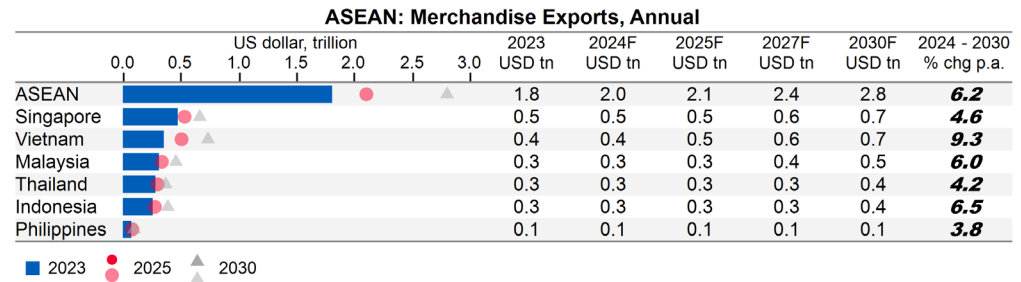 ASEAN: Merchandise Exports, Annual
US dollar, trillion 2023 2024F 2025F 2027F 2030F 2024 - 2030
0.0 0.5 1.0 1.5 2.0 2.5 3.0 USD tn USD tn USD tn USD tn USD tn % chg p.a.
ASEAN 1.8 2.0 2.1 2.4 2.8 6.2
Singapore 0.5 0.5 0.5 0.6 0.7 4.6
Vietnam 0.4 0.4 0.5 0.6 0.7 9.3
Malaysia 0.3 0.3 0.3 0.4 0.5 6.0
Thailand 0.3 0.3 0.3 0.3 0.4 4.2
Indonesia 0.3 0.3 0.3 0.3 0.4 6.5
Philippines 0.1 0.1 0.1 0.1 0.1 3.8
2023 2025 2030